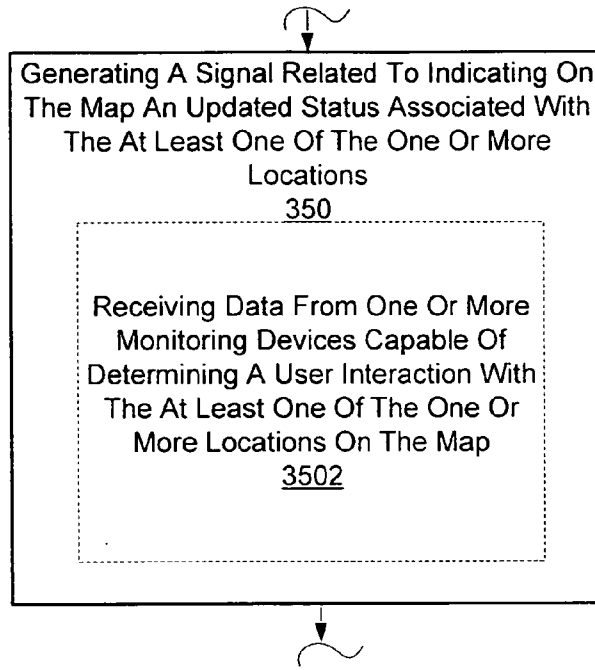 Generating A Signal Related To Indicating On
The Map An Updated Status Associated With
The At Least One Of The One Or More
Locations
350
Receiving Data From One Or More
Monitoring Devices Capable Of
Determining A User Interaction With
The At Least One Of The One Or
More Locations On The Map
3502